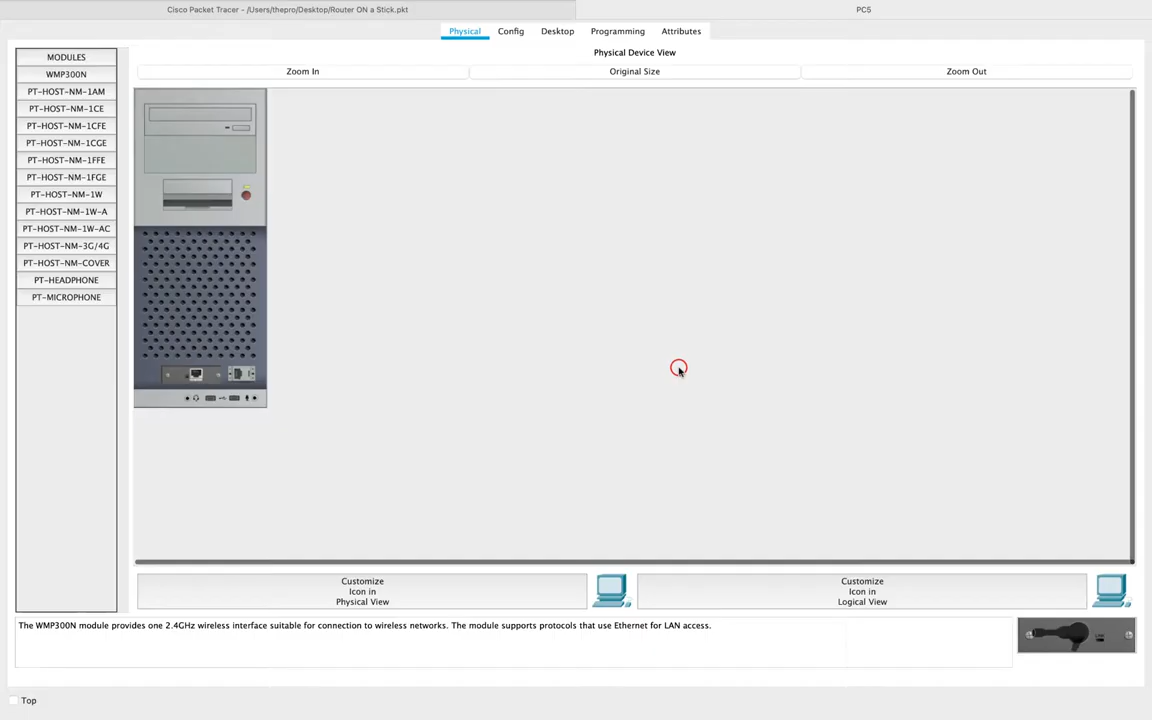 Cisco Packet Tracer - /Users/thepro/Desktop/Router ON a Stick.pkt
PC5
Physical
Config
Desktop
Programming
Attributes
MODULES
WMP300N
PT-HOST-NM-1AM
PT-HOST-NM-1CE
PT-HOST-NM-1CFE
PT-HOST-NM-1CGE
PT-HOST-NM-1FFE
PT-HOST-NM-1FGE
PT-HOST-NM-1W
PT-HOST-NM-1W-A
PT-HOST-NM-1W-AC
PT-HOST-NM-3G/4G
PT-HOST-NM-COVER
PT-HEADPHONE
PT-MICROPHONE
Physical Device View
Zoom In
Original Size
Zoom Out
Customize
Icon in
Physical View
Customize
Icon in
Logical View
The WMP300N module provides one 2.4GHz wireless interface suitable for connection to wireless networks. The module supports protocols that use Ethernet for LAN access.
Top